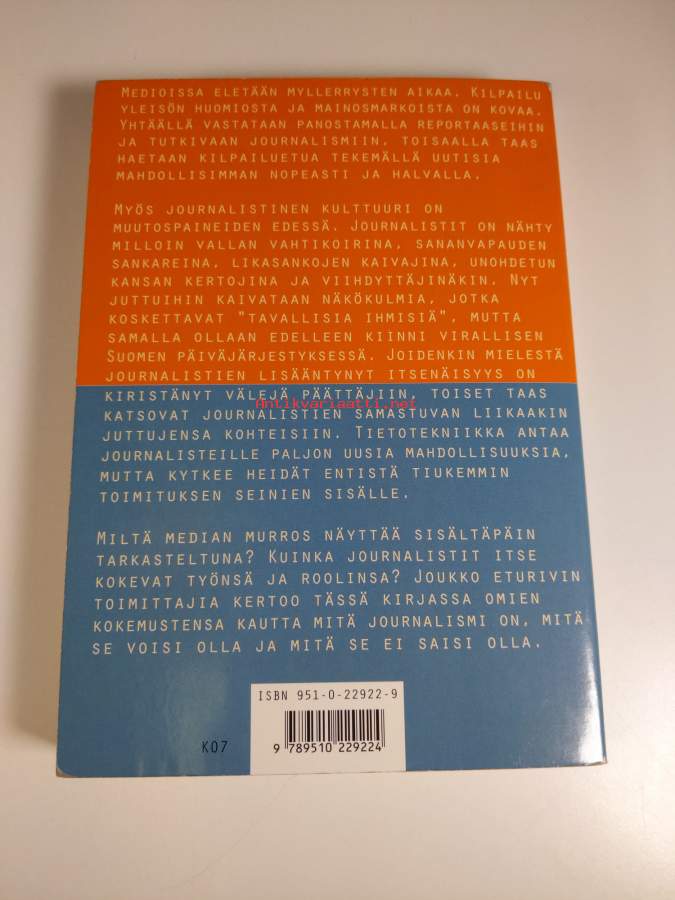 MEDIOISSA ELETÄÄN MYLLERRYSTEN AIKAA. KILPAILU
YLEISÖN HUOMIOSTA JA MAINOSMARKOISTA ON KOVAA.
YHTÄÄLLÄ VASTATAAN PANOSTAMALLA REPORTAASEIHIN
JA TUTKIVAAN JOURNALISMIIN, TOISAALLA TAAS
HAETAAN KILPAILUETUA TEKEMÄLLÄ UUTISIA
MAHDOLLISIMMAN NOPEASTI JA HALVALLA.
MYÖS JOURNALISTINEN KULTTUURI ON
MUUTOSPAINEIDEN EDESSÄ. JOURNALISTIT ON NÄHTY
MILLOIN VALLAN VAHTIKOIRINA, SANANVAPAUDEN
SANKAREINA, LIKASANKOJEN KAIVAJINA, UNOHDETUN
KANSAN KERTOJINA JA VIIHDYTTÄJINÄKIN. NYT
JUTTUIHIN KAIVATAAN NÄKÖKULMIA, JOTKA
KOSKETTAVAT "TAVALLISIA IHMISIÄ", MUTTA
SAMALLA OLLAAN EDELLEEN KIINNI VIRALLISEN
SUOMEN PÄIVÄJÄRJESTYKSESSÄ. JOIDENKIN MIELESTÄ
JOURNALISTIEN LISÄÄNTYNYT ITSENÄISYYS ON
KIRISTÄNYT VÄLEJÄ PÄÄTTÄJIIN, TOISET TAAS
Antikvariaatti.net
KATSOVAT JOURNALISTIEN SAMASTUVAN LIIKAAKIN
JUTTUJENSA KOHTEISIIN. TIETOTEKNIIKKA ANTAA
JOURNALISTEILLE PALJON UUSIA MAHDOLLISUUKSIA,
MUTTA KYTKEE HEIDÄT ENTISTÄ TIUKEMMIN
TOIMITUKSEN SEINIEN SISÄLLE.
MILTÄ MEDIAN MURROS NÄYTTÄÄ SISÄLTÄPÄIN
TARKASTELTUNA? KUINKA JOURNALISTIT ITSE
KOKEVAT TYÖNSÄ JA ROOLINSA? JOUKKO ETURIVIN
TOIMITTAJIA KERTOO TÄSSÄ KIRJASSA OMIEN
KOKEMUSTENSA KAUTTA MITÄ JOURNALISMI ON, MITÄ
SE VOISI OLLA JA MITÄ SE EI SAISI OLLA.
ISBN 951-0-22922-9
K07
9 789510 229224